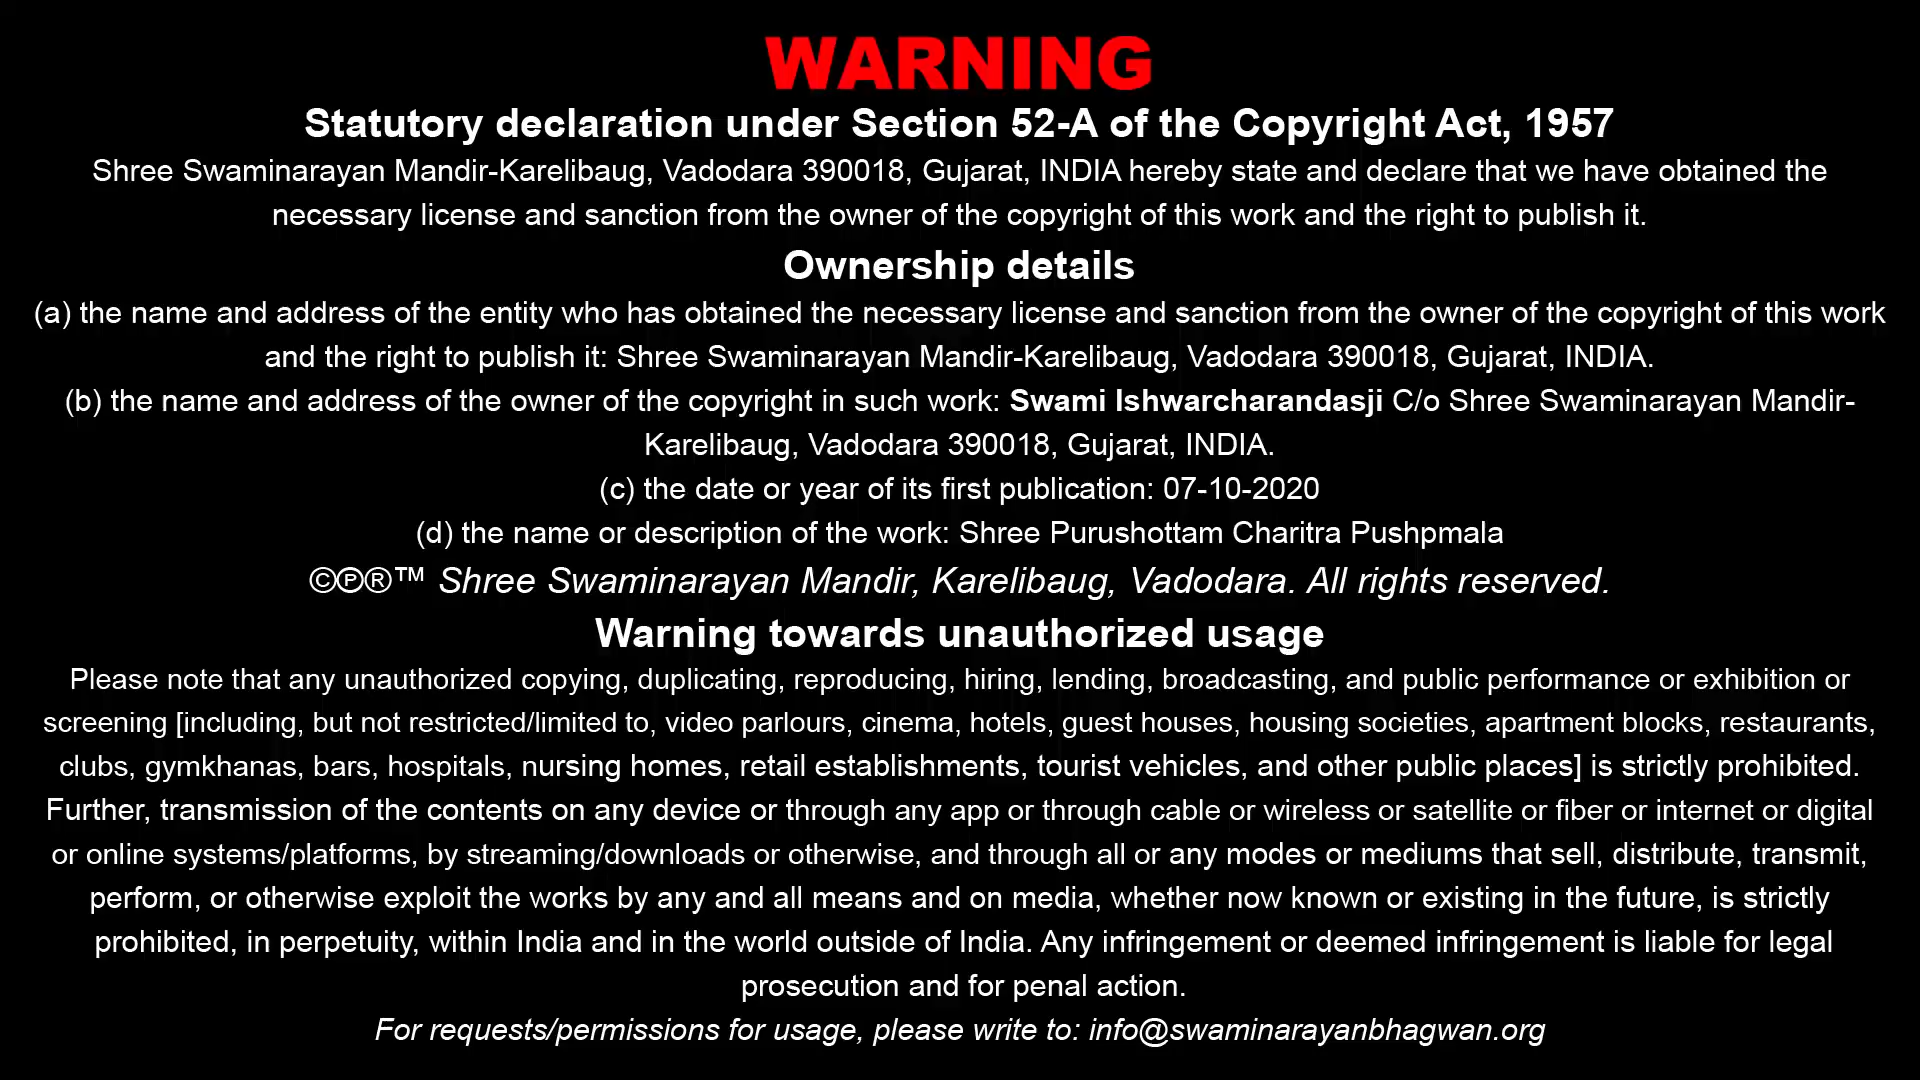 WARNING
Statutory declaration under Section 52-A of the Copyright Act, 1957
Shree Swaminarayan Mandir-Karelibaug, Vadodara 390018, Gujarat, INDIA hereby state and declare that we have obtained the
necessary license and sanction from the owner of the copyright of this work and the right to publish it.
Ownership details
(a) the name and address of the entity who has obtained the necessary license and sanction from the owner of the copyright of this work
and the right to publish it: Shree Swaminarayan Mandir-Karelibaug, Vadodara 390018, Gujarat, INDIA.
(b) the name and address of the owner of the copyright in such work: Swami Ishwarcharandasji C/o Shree Swaminarayan Mandir-
Karelibaug, Vadodara 390018, Gujarat, INDIA.
(c) the date or year of its first publication: 07-10-2020
(d) the name or description of the work: Shree Purushottam Charitra Pushpmala
©℗®™ Shree Swaminarayan Mandir, Karelibaug, Vadodara. All rights reserved.
Warning towards unauthorized usage
Please note that any unauthorized copying, duplicating, reproducing, hiring, lending, broadcasting, and public performance or exhibition or
screening [including, but not restricted/limited to, video parlours, cinema, hotels, guest houses, housing societies, apartment blocks, restaurants,
clubs, gymkhanas, bars, hospitals, nursing homes, retail establishments, tourist vehicles, and other public places] is strictly prohibited.
Further, transmission of the contents on any device or through any app or through cable or wireless or satellite or fiber or internet or digital
or online systems/platforms, by streaming/downloads or otherwise, and through all or any modes or mediums that sell, distribute, transmit,
perform, or otherwise exploit the works by any and all means and on media, whether now known or existing in the future, is strictly
prohibited, in perpetuity, within India and in the world outside of India. Any infringement or deemed infringement is liable for legal
prosecution and for penal action.
For requests/permissions for usage, please write to: info@swaminarayanbhagwan.org